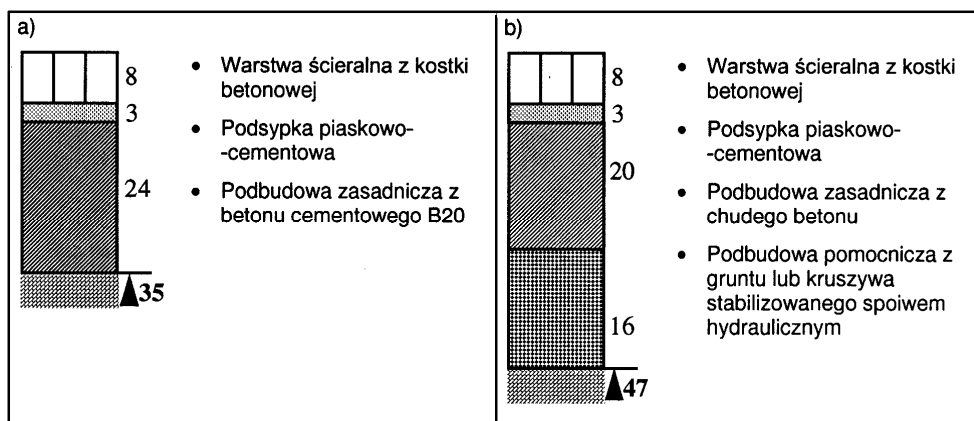 a)
8
3
24
35
• Warstwa ścieralna z kostki
betonowej
• Podsypka piaskowo-
-cementowa
• Podbudowa zasadnicza z
betonu cementowego B20
b)
8
3
20
16
47
• Warstwa ścieralna z kostki
betonowej
• Podsypka piaskowo-
-cementowa
• Podbudowa zasadnicza z
chudego betonu
• Podbudowa pomocnicza z
gruntu lub kruszywa
stabilizowanego spoiwem
hydraulicznym